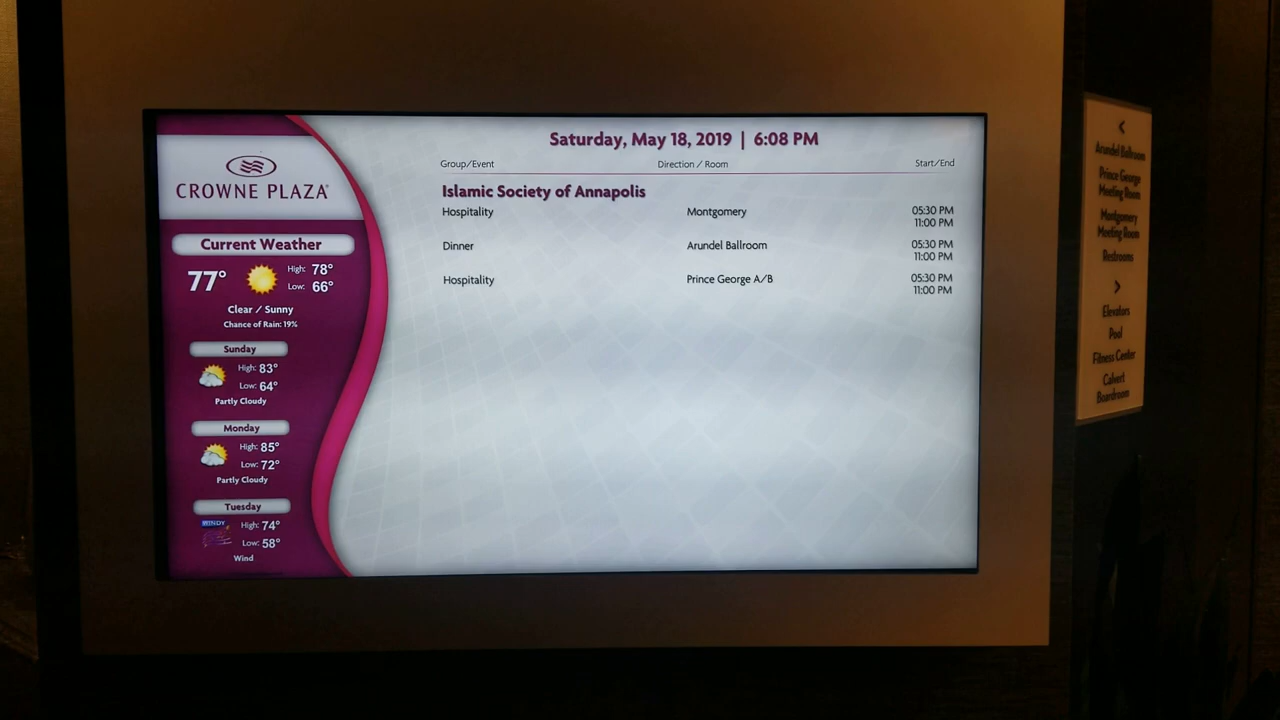 Saturday, May 18, 2019 | 6:08 PM
CROWNE PLAZA
Current Weather
77° High: 78°
Low: 66°
Clear / Sunny
Chance of Rain: 19%
Sunday
High: 83°
Low: 64°
Partly Cloudy
Monday
High: 85°
Low: 72°
Partly Cloudy
Tuesday
WINDY
High: 74°
Low: 58°
Wind
Group/Event Direction / Room Start/End
Islamic Society of Annapolis
Hospitality Montgomery 05:30 PM
11:00 PM
Dinner Arundel Ballroom 05:30 PM
11:00 PM
Hospitality Prince George A/B 05:30 PM
11:00 PM
<
Arundel Ballroom
Prince George
Meeting Room
Montgomery
Meeting Room
Restrooms
>
Elevators
Pool
Fitness Center
Calvert
Boardroom